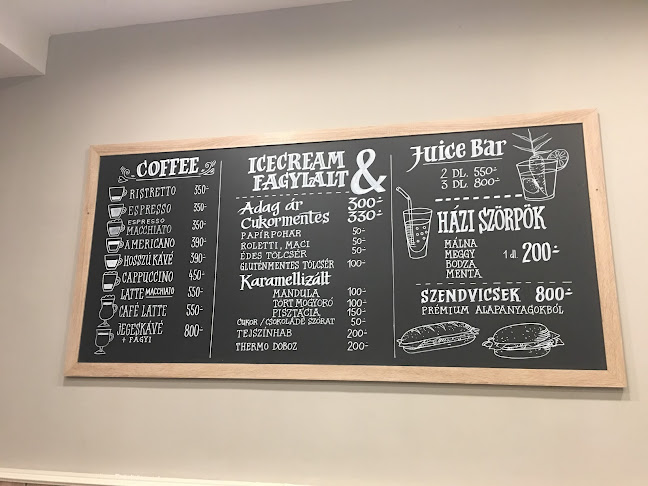 COFFEE
RISTRETTO 350-
ESPRESSO 350-
ESPRESSO
MACCHIATO 350-
AMERICANO 390-
HOSSZÚ KÁVÉ 390-
CAPPUCCINO 450-
LATTE MACCHIATO 550-
CAFÉ LATTE 550-
JEGESKÁVÉ 800-
+ FAGYI
ICECREAM &
FAGYLALT
Adag ár 300-
Cukormentes 330-
PAPÍRPOHÁR 50-
ROLETTI, MACI 50-
ÉDES TÖLCSÉR 50-
GLUTÉNMENTES TÖLCSÉR 100-
Karamellizált
MANDULA 100-
TÖRT MOGYORÓ 100-
PISZTÁCIA 150-
CUKOR / CSOKOLÁDÉ SZÓRAT 50-
TEJSZÍNHAB 200-
THERMO DOBOZ 200-
Juice Bar
2 DL. 550-
3 DL. 800-
HÁZI SZÖRPÖK
MÁLNA
MEGGY
BODZA
MENTA
1 dl. 200-
SZENDVICSEK 800-
PRÉMIUM ALAPANYAGOKBÓL